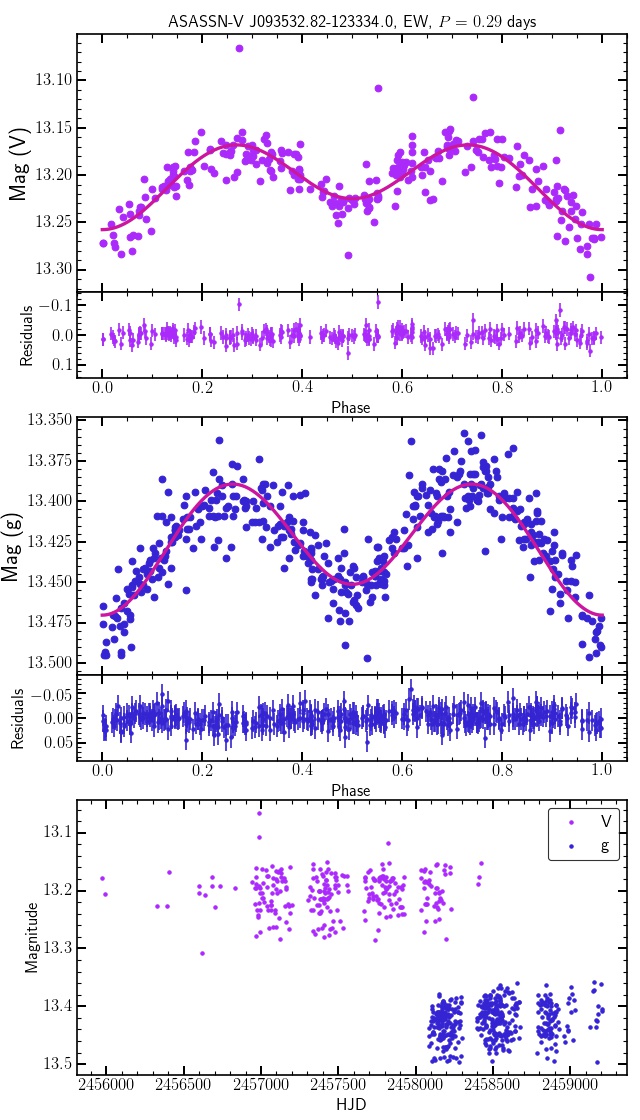 ASASSN-V J093532.82-123334.0, EW, P = 0.29 days
Mag (V)
13.10
13.15
13.20
13.25
13.30
Residuals
−0.1
0.0
0.1
0.0 0.2 0.4 0.6 0.8 1.0
Phase
Mag (g)
13.350
13.375
13.400
13.425
13.450
13.475
13.500
Residuals
−0.05
0.00
0.05
0.0 0.2 0.4 0.6 0.8 1.0
Phase
Magnitude
13.1
13.2
13.3
13.4
13.5
V
g
2456000 2456500 2457000 2457500 2458000 2458500 2459000
HJD